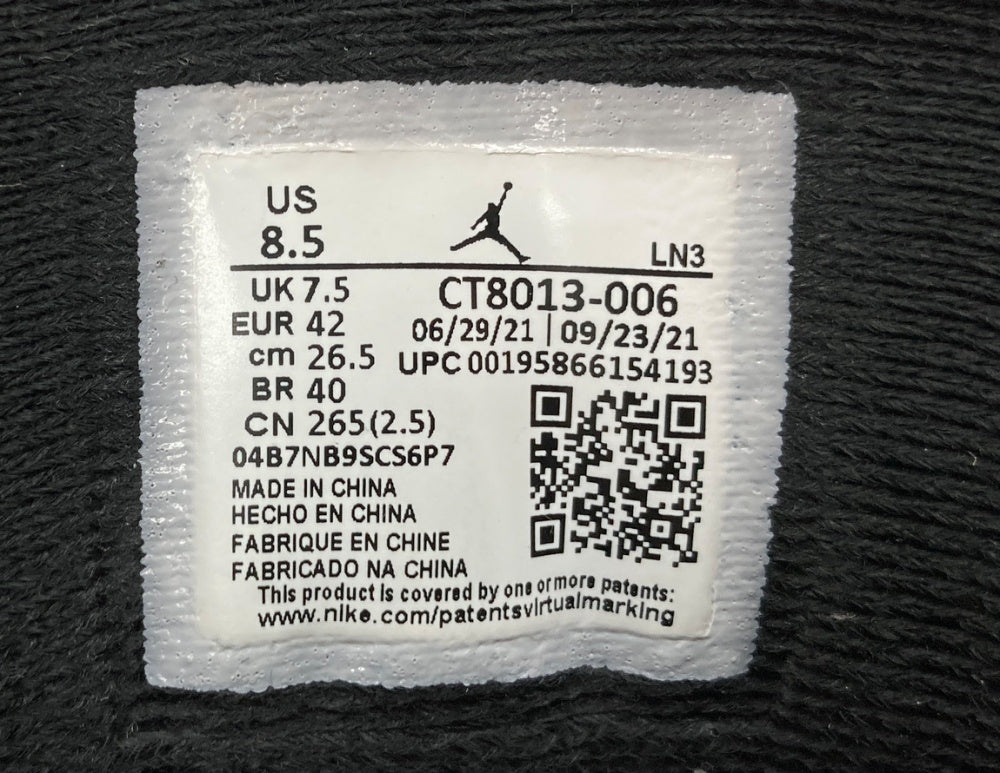 US
8.5
LN3
UK 7.5
CT8013-006
EUR 42
06/29/21 | 09/23/21
cm 26.5
UPC 00195866154193
BR 40
CN 265(2.5)
04B7NB9SCS6P7
MADE IN CHINA
HECHO EN CHINA
FABRIQUE EN CHINE
FABRICADO NA CHINA
This product is covered by one or more patents:
www.nike.com/patentsvirtualmarking